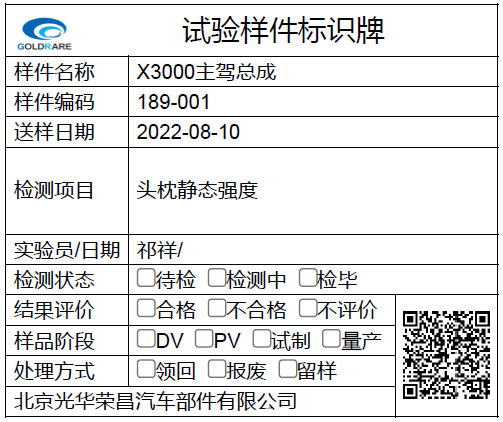 GOLDRARE
试验样件标识牌
样件名称 X3000主驾总成
样件编码 189-001
送样日期 2022-08-10
检测项目 头枕静态强度
实验员/日期 祁祥/
检测状态 待检 检测中 检毕
结果评价 合格 不合格 不评价
样品阶段 DV PV 试制 量产
处理方式 领回 报废 留样
北京光华荣昌汽车部件有限公司